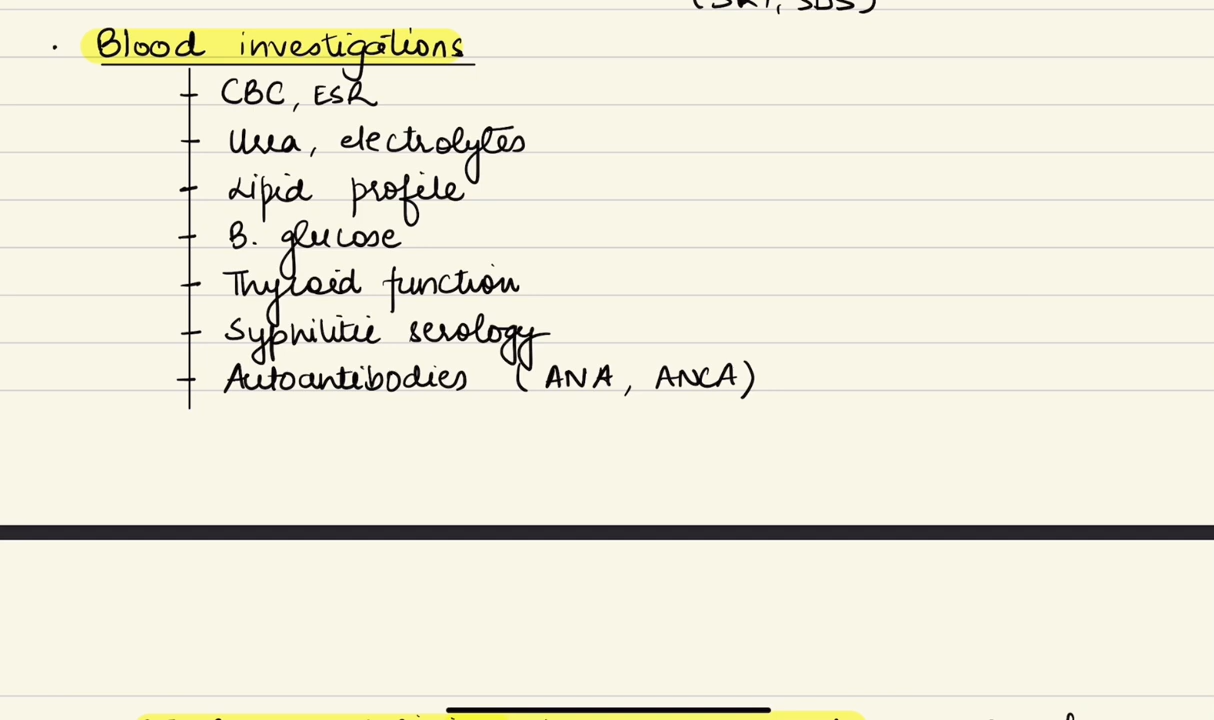 · Blood investigations
CBC, ESR
Urea, electrolytes
Lipid profile
B. glucose
Thyroid function
Syphilitic serology
Autoantibodies (ANA, ANCA)